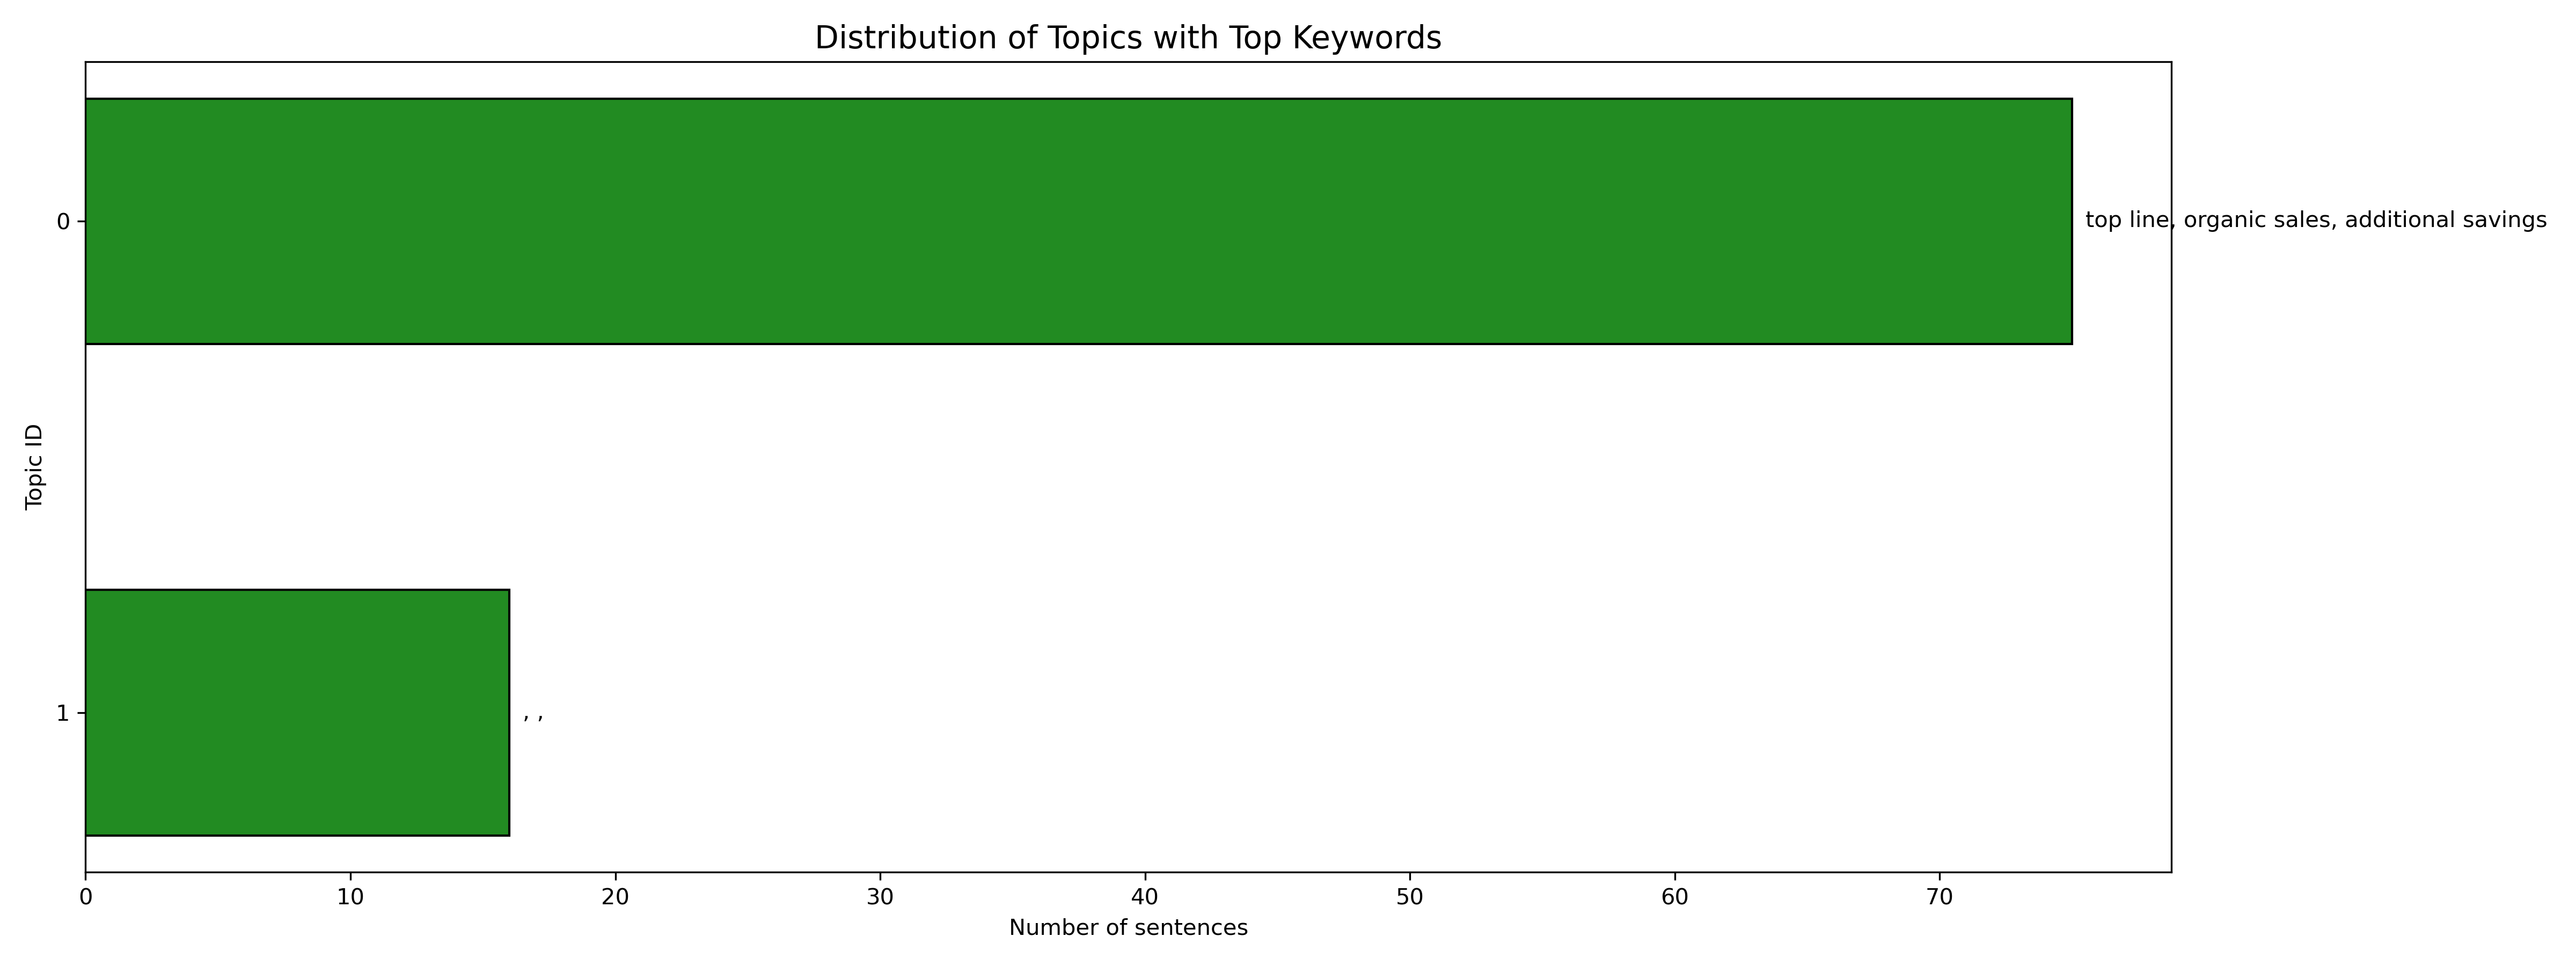 Distribution of Topics with Top Keywords
0
top line, organic sales, additional savings
Topic ID
1
, ,
0 10 20 30 40 50 60 70
Number of sentences